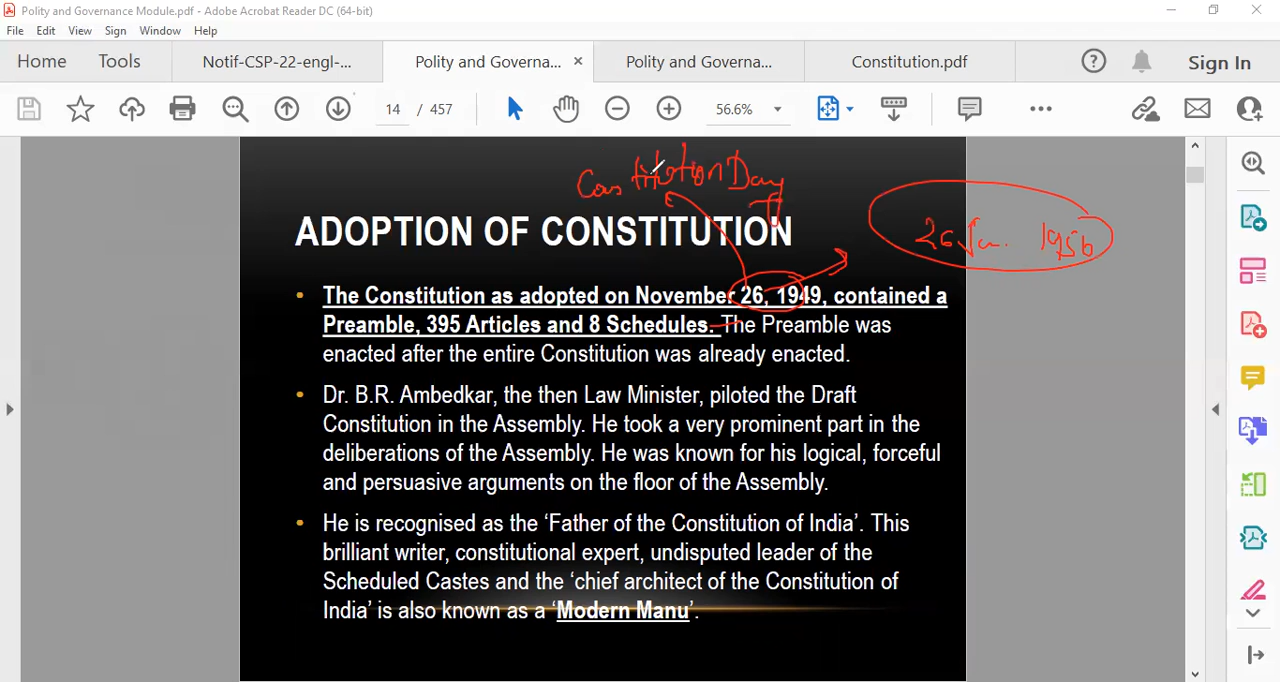 Polity and Governance Module.pdf - Adobe Acrobat Reader DC (64-bit)
File Edit View Sign Window Help
Home Tools Notif-CSP-22-engl-... Polity and Governa... × Polity and Governa... Constitution.pdf Sign In
14 / 457 56.6%
Constitution Day
ADOPTION OF CONSTITUTION
26 Jan. 1950
• The Constitution as adopted on November 26, 1949, contained a
Preamble, 395 Articles and 8 Schedules. The Preamble was
enacted after the entire Constitution was already enacted.
• Dr. B.R. Ambedkar, the then Law Minister, piloted the Draft
Constitution in the Assembly. He took a very prominent part in the
deliberations of the Assembly. He was known for his logical, forceful
and persuasive arguments on the floor of the Assembly.
• He is recognised as the ‘Father of the Constitution of India’. This
brilliant writer, constitutional expert, undisputed leader of the
Scheduled Castes and the ‘chief architect of the Constitution of
India’ is also known as a ‘Modern Manu’.